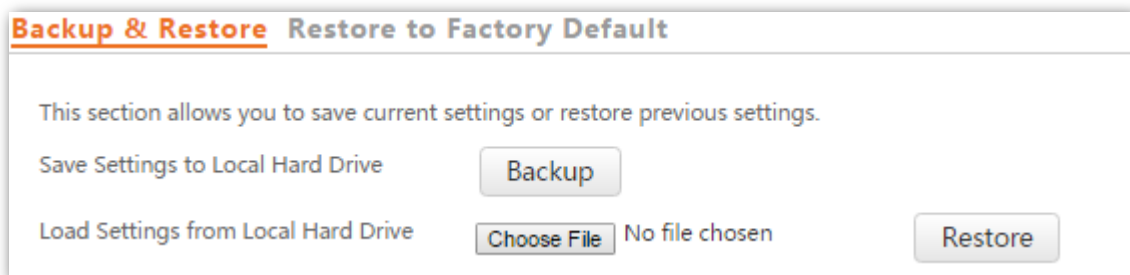 Backup & Restore Restore to Factory Default
This section allows you to save current settings or restore previous settings.
Save Settings to Local Hard Drive Backup
Load Settings from Local Hard Drive Choose File No file chosen Restore